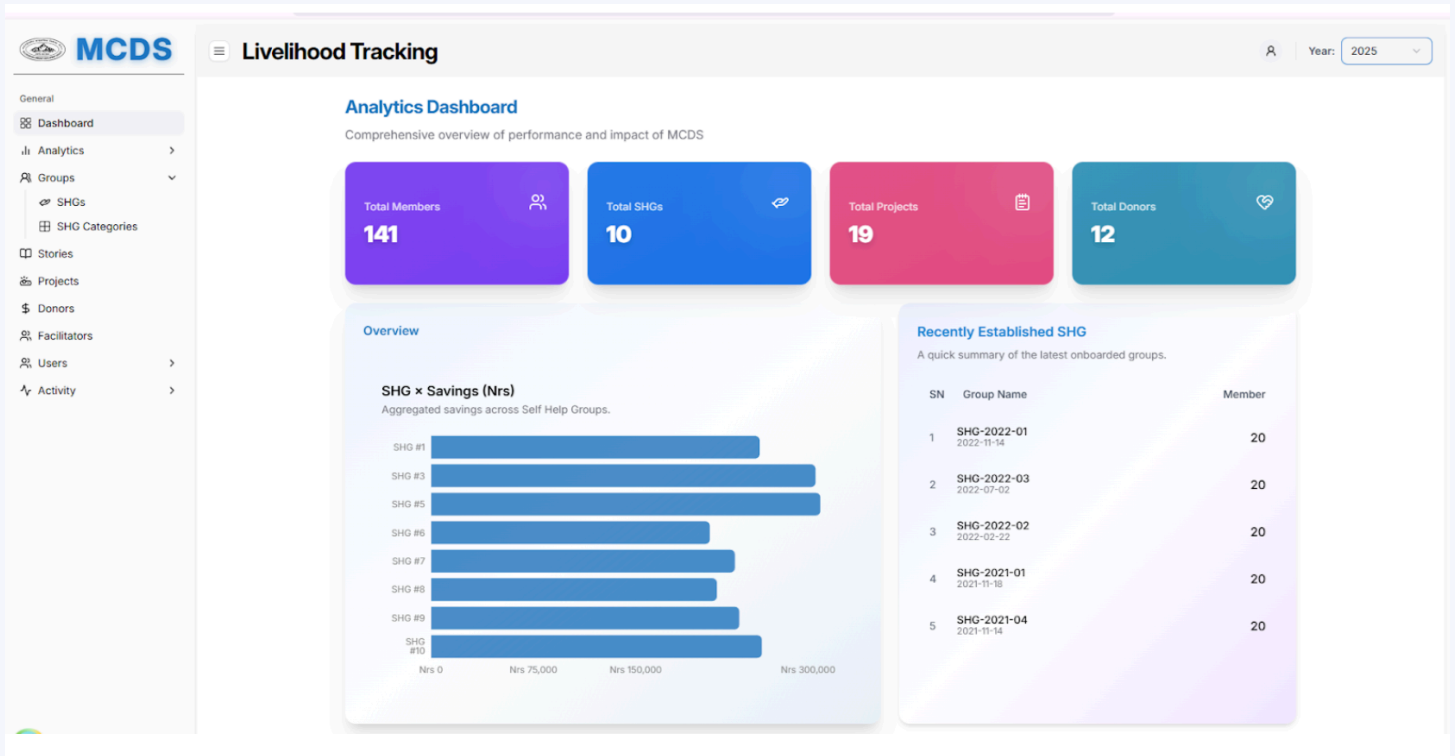 MCDS
Livelihood Tracking
Year: 2025
General
Dashboard
Analytics
Groups
SHGs
SHG Categories
Stories
Projects
Donors
Facilitators
Users
Activity
Analytics Dashboard
Comprehensive overview of performance and impact of MCDS
Total Members
141
Total SHGs
10
Total Projects
19
Total Donors
12
Overview
SHG × Savings (Nrs)
Aggregated savings across Self Help Groups.
SHG #1
SHG #3
SHG #5
SHG #6
SHG #7
SHG #8
SHG #9
SHG
#10
Nrs 0 Nrs 75,000 Nrs 150,000 Nrs 300,000
Recently Established SHG
A quick summary of the latest onboarded groups.
SN Group Name Member
1 SHG-2022-01 20
2022-11-14
2 SHG-2022-03 20
2022-07-02
3 SHG-2022-02 20
2022-02-22
4 SHG-2021-01 20
2021-11-18
5 SHG-2021-04 20
2021-11-14